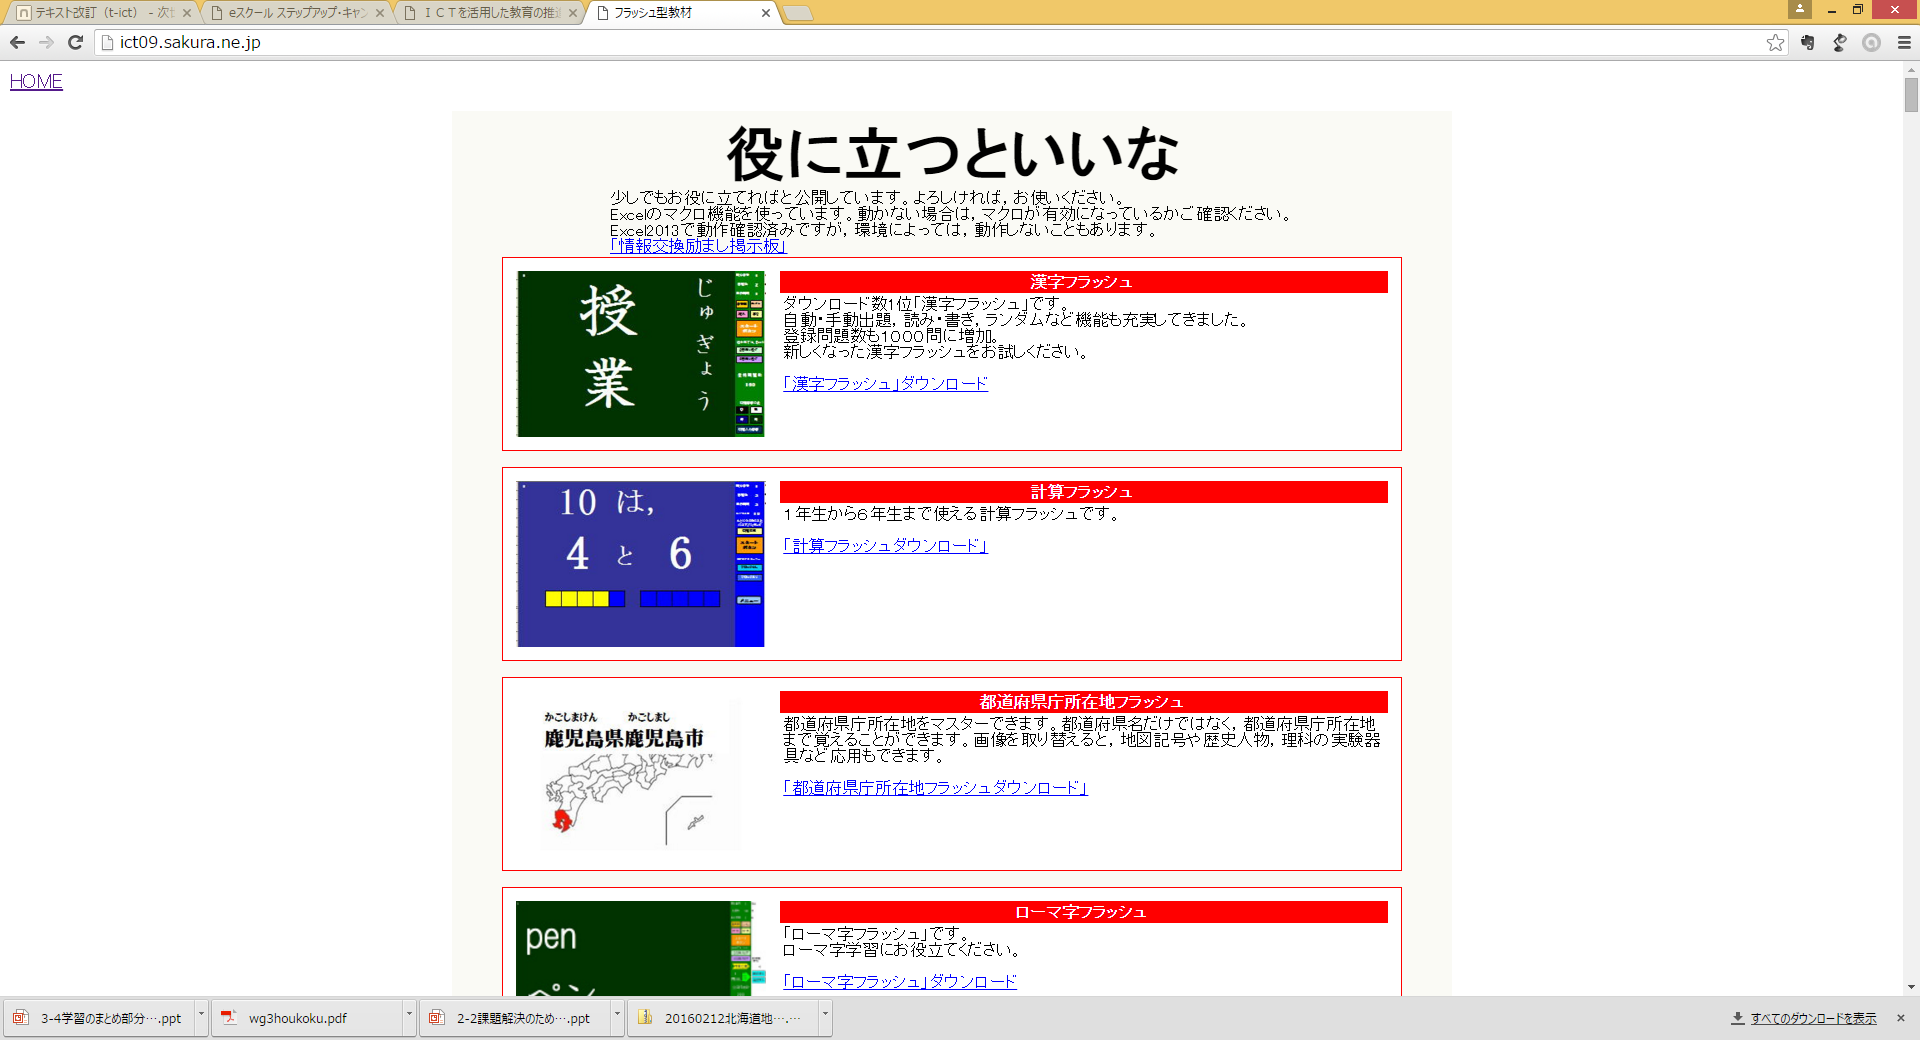 テキスト改訂（t-ict） - 次世
eスクール ステップアップ・キャン
ＩＣＴを活用した教育の推進
フラッシュ型教材
ict09.sakura.ne.jp
HOME
役に立つといいな
少しでもお役に立てればと公開しています。よろしければ，お使いください。
Excelのマクロ機能を使っています。動かない場合は，マクロが有効になっているかご確認ください。
Excel2013で動作確認済みですが，環境によっては，動作しないこともあります。
「情報交換励まし掲示板」
授業
じゅぎょう
漢字フラッシュ
ダウンロード数1位「漢字フラッシュ」です。
自動・手動出題，読み・書き，ランダムなど機能も充実してきました。
登録問題数も１０００問に増加。
新しくなった漢字フラッシュをお試しください。
「漢字フラッシュ」ダウンロード
10 は，
4 と 6
計算フラッシュ
１年生から６年生まで使える計算フラッシュです。
「計算フラッシュダウンロード」
かごしまけん かごしまし
鹿児島県鹿児島市
都道府県庁所在地フラッシュ
都道府県庁所在地をマスターできます。都道府県名だけではなく，都道府県庁所在地
まで覚えることができます。画像を取り替えると，地図記号や歴史人物，理科の実験器
具など応用もできます。
「都道府県庁所在地フラッシュダウンロード」
pen
ペン
ローマ字フラッシュ
「ローマ字フラッシュ」です。
ローマ字学習にお役立てください。
「ローマ字フラッシュ」ダウンロード
3-4学習のまとめ部分….ppt
wg3houkoku.pdf
2-2課題解決のため….ppt
20160212北海道地….…
すべてのダウンロードを表示